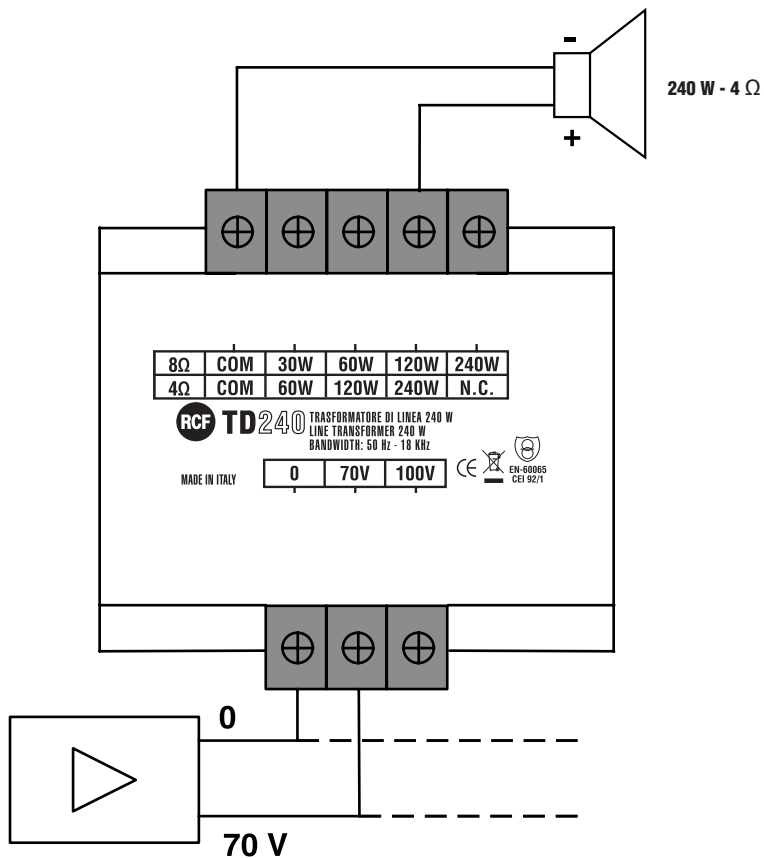 -
240 W - 4 Ω
+
8Ω COM 30W 60W 120W 240W
4Ω COM 60W 120W 240W N.C.
RCF TD240 TRASFORMATORE DI LINEA 240 W
LINE TRANSFORMER 240 W
BANDWIDTH: 50 Hz - 18 KHz
MADE IN ITALY
0 70V 100V
CE
EN-60065
CEI 92/1
0
70 V